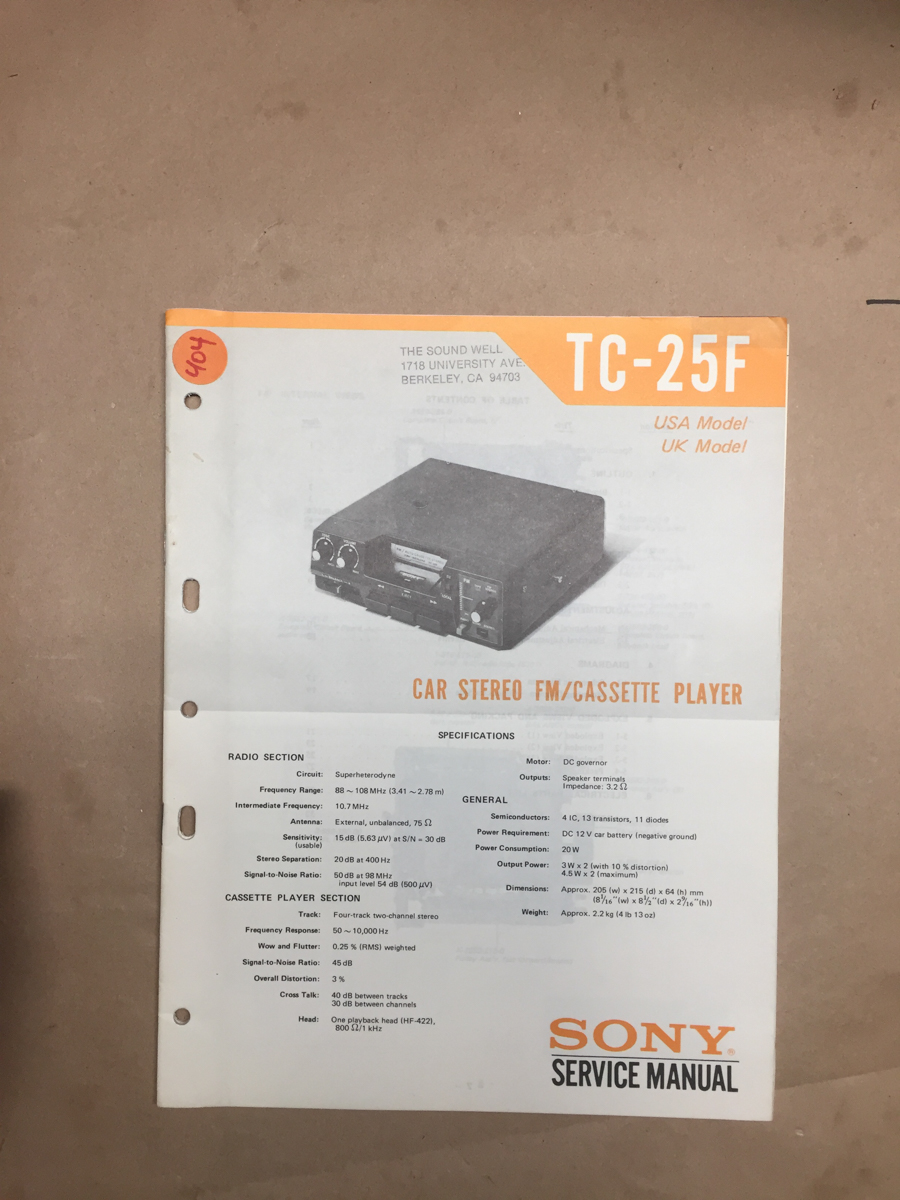 404
THE SOUND WELL
1718 UNIVERSITY AVE.
BERKELEY, CA 94703
TC-25F
USA Model
UK Model
CAR STEREO FM/CASSETTE PLAYER
SPECIFICATIONS
RADIO SECTION
Circuit: Superheterodyne
Frequency Range: 88 ~ 108 MHz (3.41 ~ 2.78 m)
Intermediate Frequency: 10.7 MHz
Antenna: External, unbalanced, 75 Ω
Sensitivity: 15 dB (5.63 μV) at S/N = 30 dB
(usable)
Stereo Separation: 20 dB at 400 Hz
Signal-to-Noise Ratio: 50 dB at 98 MHz
input level 54 dB (500 μV)
CASSETTE PLAYER SECTION
Track: Four-track two-channel stereo
Frequency Response: 50 ~ 10,000 Hz
Wow and Flutter: 0.25 % (RMS) weighted
Signal-to-Noise Ratio: 45 dB
Overall Distortion: 3 %
Cross Talk: 40 dB between tracks
30 dB between channels
Head: One playback head (HF-422),
800 Ω/1 kHz
Motor: DC governor
Outputs: Speaker terminals
Impedance: 3.2 Ω
GENERAL
Semiconductors: 4 IC, 13 transistors, 11 diodes
Power Requirement: DC 12 V car battery (negative ground)
Power Consumption: 20 W
Output Power: 3 W x 2 (with 10 % distortion)
4.5 W x 2 (maximum)
Dimensions: Approx. 205 (w) x 215 (d) x 64 (h) mm
(8 1/16"(w) x 8 1/2"(d) x 2 9/16"(h))
Weight: Approx. 2.2 kg (4 lb 13 oz)
SONY®
SERVICE MANUAL